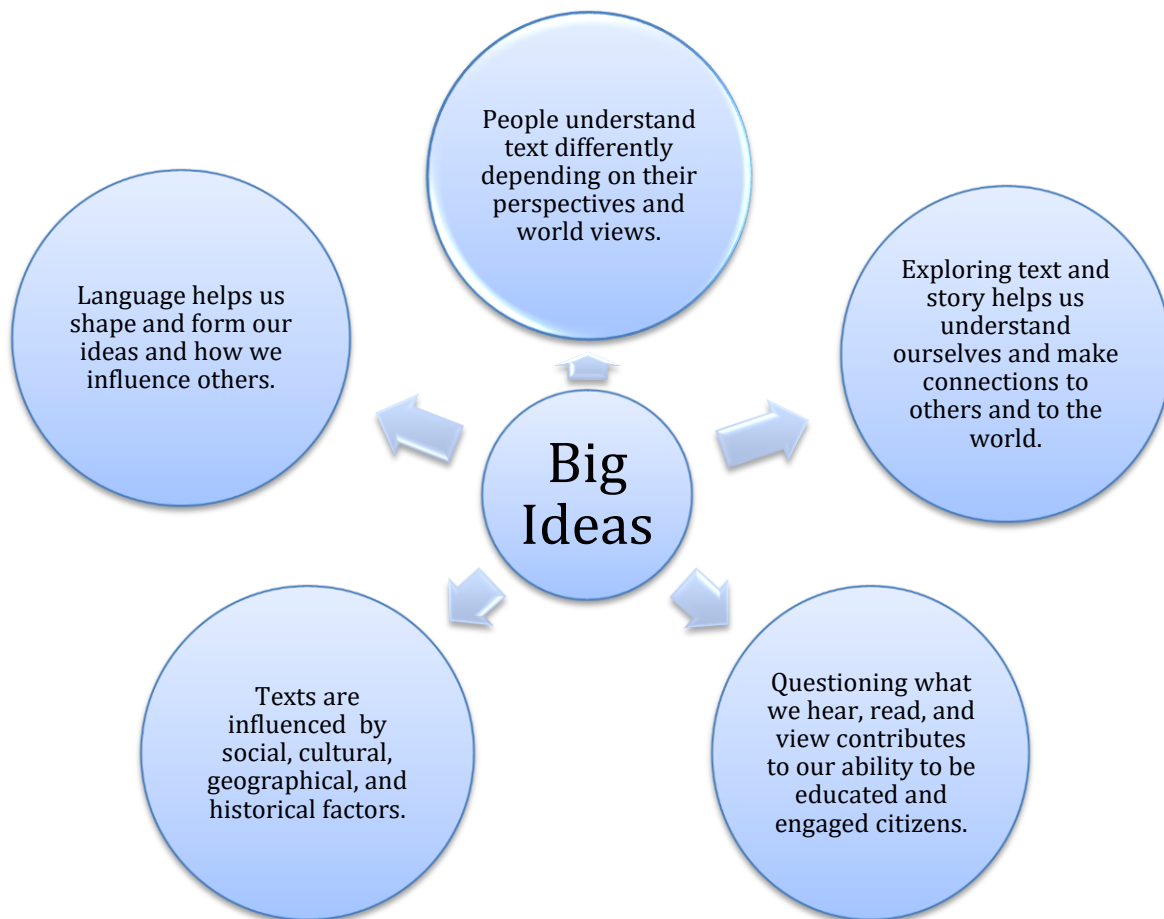 People understand
text differently
depending on their
perspectives and
world views.
Language helps us
shape and form our
ideas and how we
influence others.
Exploring text and
story helps us
understand
ourselves and make
connections to
others and to the
world.
Big
Ideas
Texts are
influenced  by
social, cultural,
geographical, and
historical factors.
Questioning what
we hear, read, and
view contributes
to our ability to be
educated and
engaged citizens.